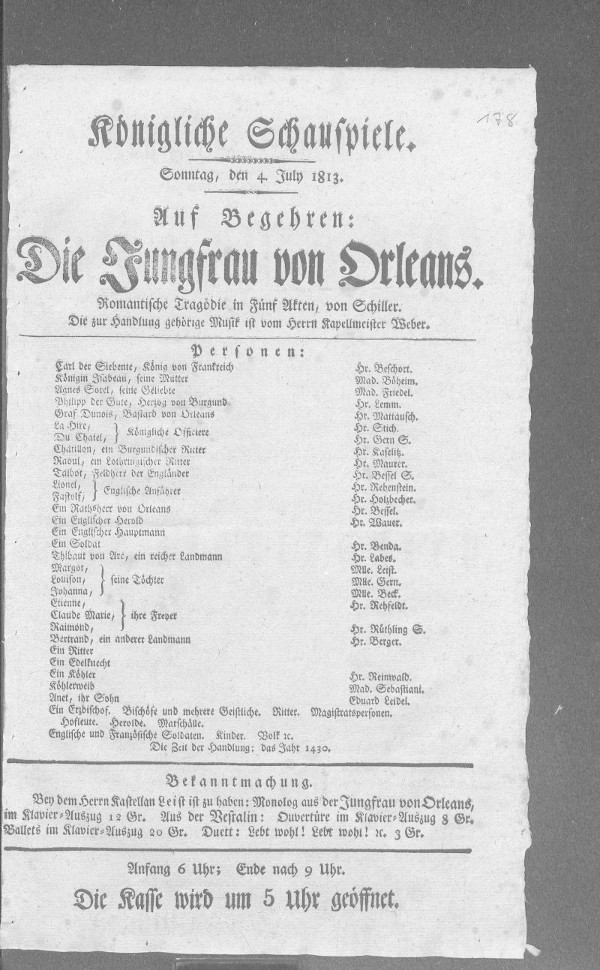 178
Königliche Schauspiele.
Sonntag, den 4. July 1813.
Auf Begehren:
Die Jungfrau von Orleans.
Romantische Tragödie in Fünf Akten, von Schiller.
Die zur Handlung gehörige Musik ist vom Herrn Kapellmeister Weber.
Personen:
Carl der Siebente, König von Frankreich Hr. Beschort.
Königin Isabeau, seine Mutter Mad. Böheim.
Agnes Sorel, seine Geliebte Mad. Friedel.
Philipp der Gute, Herzog von Burgund Hr. Lemm.
Graf Dunois, Bastard von Orleans Hr. Mattausch.
La Hire, Hr. Stich.
Königliche Officiere
Du Chatel, Hr. Gern S.
Chatillon, ein Burgundischer Ritter Hr. Kaselitz.
Raoul, ein Lothringischer Ritter Hr. Maurer.
Talbot, Feldherr der Engländer Hr. Bessel S.
Lionel, Hr. Rebenstein.
Englische Anführer
Fastolf, Hr. Holzbecher.
Ein Rathsherr von Orleans Hr. Bessel.
Ein Englischer Herold Hr. Wauer.
Ein Englischer Hauptmann
Ein Soldat Hr. Benda.
Thibaut von Arc, ein reicher Landmann Hr. Labes.
Margot, Mlle. Leist.
Louison, seine Töchter Mlle. Gern.
Johanna, Mlle. Beck.
Etienne, Hr. Rehfeldt.
Claude Marie, ihre Freyer
Raimond, Hr. Rüthling S.
Bertrand, ein anderer Landmann Hr. Berger.
Ein Ritter
Ein Edelknecht
Ein Köhler Hr. Reinwald.
Köhlerweib Mad. Sebastiani.
Anet, ihr Sohn Eduard Leidel.
Ein Erzbischof. Bischöfe und mehrere Geistliche. Ritter. Magistratspersonen.
Hofleute. Herolde. Marschälle.
Englische und Französische Soldaten. Kinder. Volk ꝛc.
Die Zeit der Handlung: das Jahr 1430.
Bekanntmachung.
Bey dem Herrn Kastellan Leist ist zu haben: Monolog aus der Jungfrau von Orleans,
im Klavier-Auszug 12 Gr. Aus der Vestalin: Ouvertüre im Klavier-Auszug 8 Gr.
Ballets im Klavier-Auszug 20 Gr. Duett: Lebt wohl! Lebt wohl! ꝛc. 3 Gr.
Anfang 6 Uhr; Ende nach 9 Uhr.
Die Kasse wird um 5 Uhr geöffnet.